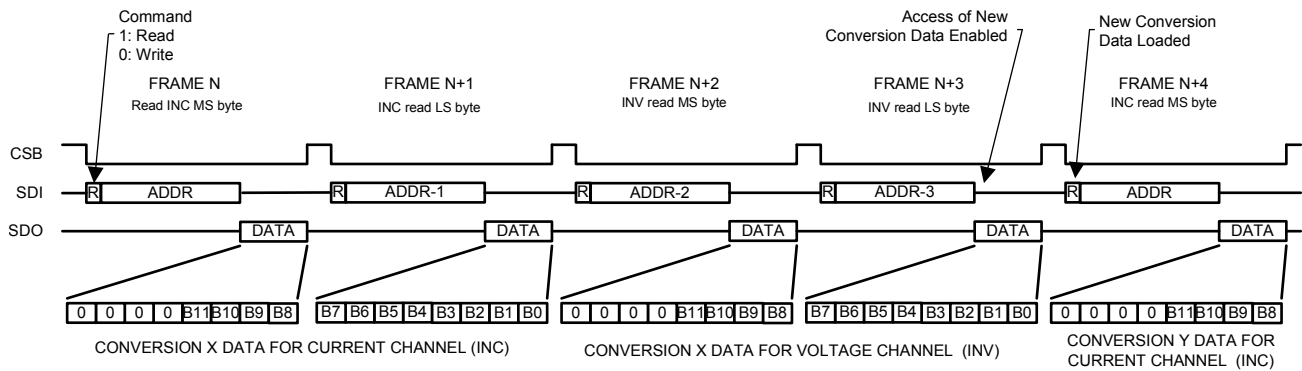 Command
1: Read
0: Write
Access of New
Conversion Data Enabled
New Conversion
Data Loaded
FRAME N
Read INC MS byte
FRAME N+1
INC read LS byte
FRAME N+2
INV read MS byte
FRAME N+3
INV read LS byte
FRAME N+4
INC read MS byte
CSB
SDI R ADDR R ADDR-1 R ADDR-2 R ADDR-3 R ADDR
SDO DATA DATA DATA DATA DATA
0 0 0 0 B11 B10 B9 B8
B7 B6 B5 B4 B3 B2 B1 B0
0 0 0 0 B11 B10 B9 B8
B7 B6 B5 B4 B3 B2 B1 B0
0 0 0 0 B11 B10 B9 B8
CONVERSION X DATA FOR CURRENT CHANNEL (INC)
CONVERSION X DATA FOR VOLTAGE CHANNEL (INV)
CONVERSION Y DATA FOR
CURRENT CHANNEL (INC)